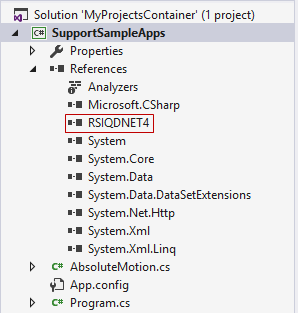 Solution 'MyProjectsContainer' (1 project)
C# SupportSampleApps
Properties
References
Analyzers
Microsoft.CSharp
RSIQDNET4
System
System.Core
System.Data
System.Data.DataSetExtensions
System.Net.Http
System.Xml
System.Xml.Linq
C# AbsoluteMotion.cs
App.config
C# Program.cs